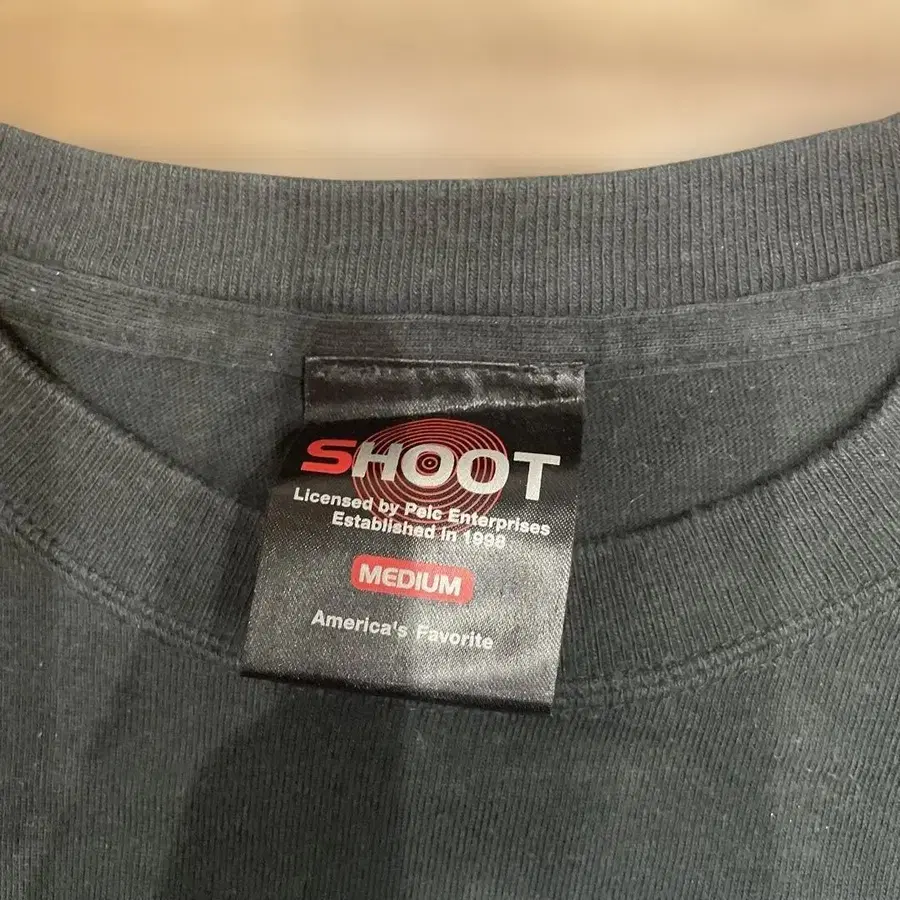 SHOOT
Licensed by Pelc Enterprises
Established in 1998
MEDIUM
America's Favorite